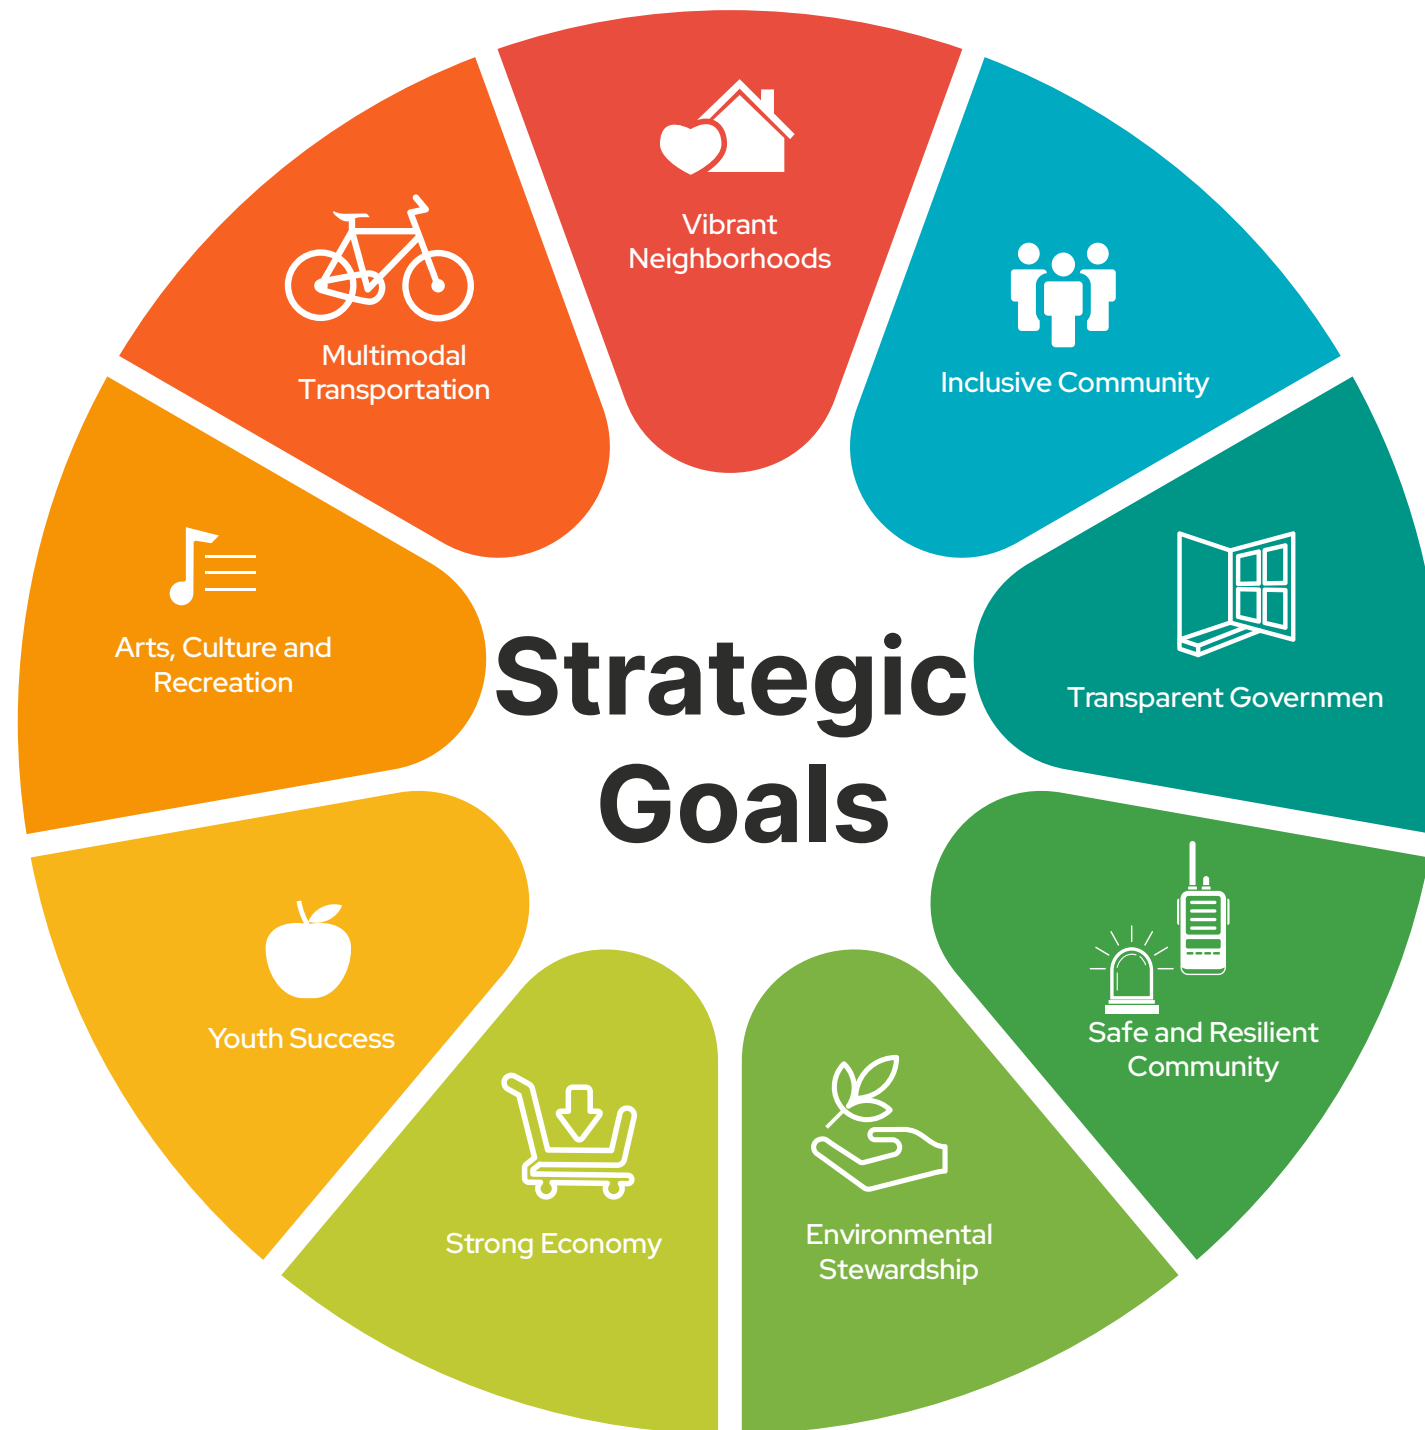 Vibrant
Neighborhoods
Inclusive Community
Transparent Governmen
Safe and Resilient
Community
Environmental
Stewardship
Strong Economy
Youth Success
Arts, Culture and
Recreation
Multimodal
Transportation
Strategic
Goals